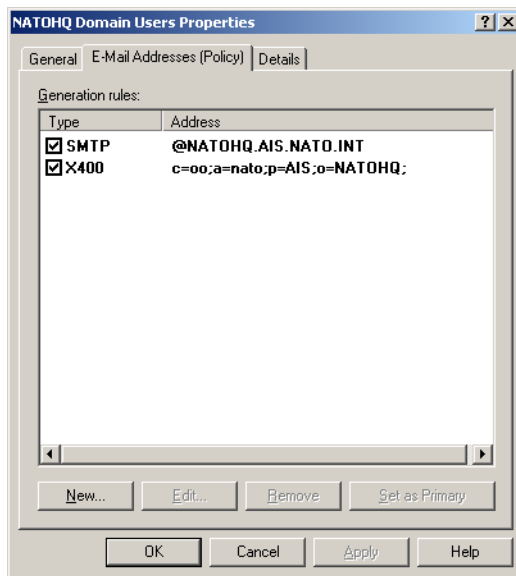 NATOHQ Domain Users Properties
General E-Mail Addresses (Policy) Details
Generation rules:
Type Address
SMTP @NATOHQ.AIS.NATO.INT
X400 c=oo;a=nato;p=AIS;o=NATOHQ;
New... Edit... Remove Set as Primary
OK Cancel Apply Help